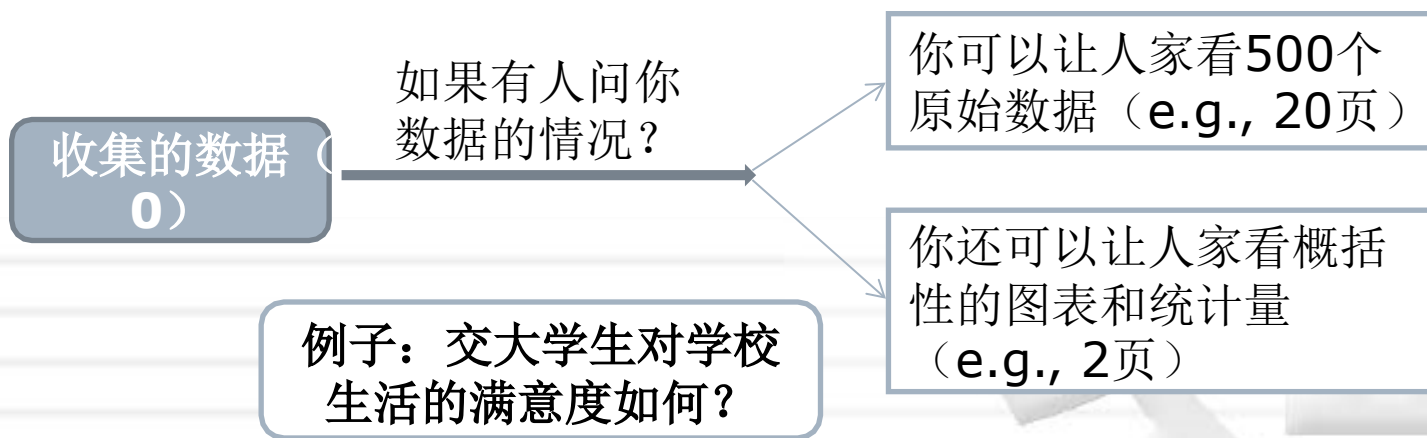 收集的数据（
0）
如果有人问你
数据的情况？
你可以让人家看500个
原始数据（e.g., 20页）
你还可以让人家看概括
性的图表和统计量
（e.g., 2页）
例子：交大学生对学校
生活的满意度如何？